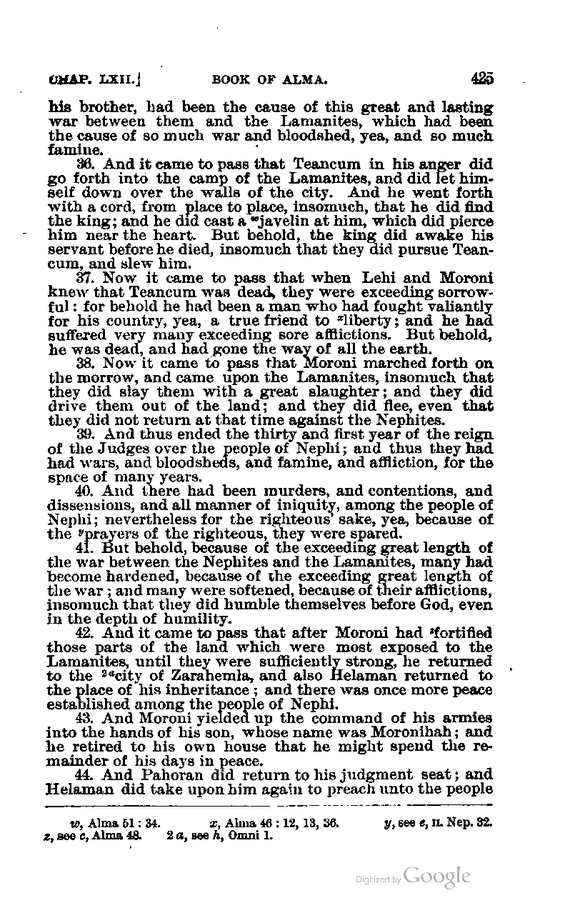 CHAP. LXII.] BOOK OF ALMA. 425
his brother, had been the cause of this great and lasting
war between them and the Lamanites, which had been
the cause of so much war and bloodshed, yea, and so much
famine.
36. And it came to pass that Teancum in his anger did
go forth into the camp of the Lamanites, and did let him-
self down over the walls of the city. And he went forth
with a cord, from place to place, insomuch, that he did find
the king; and he did cast a ʷjavelin at him, which did pierce
him near the heart. But behold, the king did awake his
servant before he died, insomuch that they did pursue Tean-
cum, and slew him.
37. Now it came to pass that when Lehi and Moroni
knew that Teancum was dead, they were exceeding sorrow-
ful : for behold he had been a man who had fought valiantly
for his country, yea, a true friend to ˣliberty; and he had
suffered very many exceeding sore afflictions. But behold,
he was dead, and had gone the way of all the earth.
38. Now it came to pass that Moroni marched forth on
the morrow, and came upon the Lamanites, insomuch that
they did slay them with a great slaughter; and they did
drive them out of the land; and they did flee, even that
they did not return at that time against the Nephites.
39. And thus ended the thirty and first year of the reign
of the Judges over the people of Nephi; and thus they had
had wars, and bloodsheds, and famine, and affliction, for the
space of many years.
40. And there had been murders, and contentions, and
dissensions, and all manner of iniquity, among the people of
Nephi; nevertheless for the righteous' sake, yea, because of
the ʸprayers of the righteous, they were spared.
41. But behold, because of the exceeding great length of
the war between the Nephites and the Lamanites, many had
become hardened, because of the exceeding great length of
the war ; and many were softened, because of their afflictions,
insomuch that they did humble themselves before God, even
in the depth of humility.
42. And it came to pass that after Moroni had ᶻfortified
those parts of the land which were most exposed to the
Lamanites, until they were sufficiently strong, he returned
to the ²ᵃcity of Zarahemla, and also Helaman returned to
the place of his inheritance ; and there was once more peace
established among the people of Nephi.
43. And Moroni yielded up the command of his armies
into the hands of his son, whose name was Moronihah; and
he retired to his own house that he might spend the re-
mainder of his days in peace.
44. And Pahoran did return to his judgment seat; and
Helaman did take upon him again to preach unto the people
w, Alma 51 : 34. x, Alma 46 : 12, 13, 36. y, see e, II. Nep. 32.
z, see c, Alma 48. 2 a, see h, Omni 1.
Digitized by Google